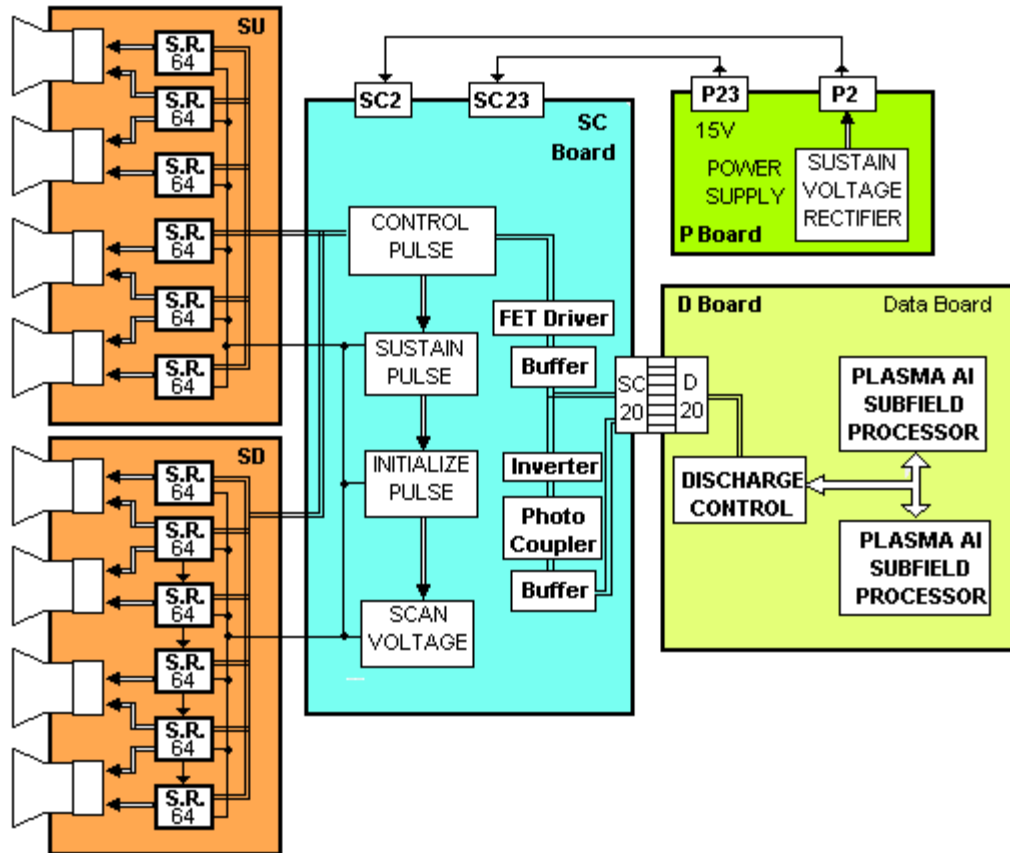 SU
S.R.
64
S.R.
64
S.R.
64
S.R.
64
S.R.
64
S.R.
64
SD
S.R.
64
S.R.
64
S.R.
64
S.R.
64
S.R.
64
S.R.
64
SC2
SC23
SC
Board
CONTROL
PULSE
SUSTAIN
PULSE
INITIALIZE
PULSE
SCAN
VOLTAGE
FET Driver
Buffer
Inverter
Photo
Coupler
Buffer
SC
20
D
20
P23
P2
15V
POWER
SUPPLY
SUSTAIN
VOLTAGE
RECTIFIER
P Board
D Board
Data Board
PLASMA AI
SUBFIELD
PROCESSOR
DISCHARGE
CONTROL
PLASMA AI
SUBFIELD
PROCESSOR